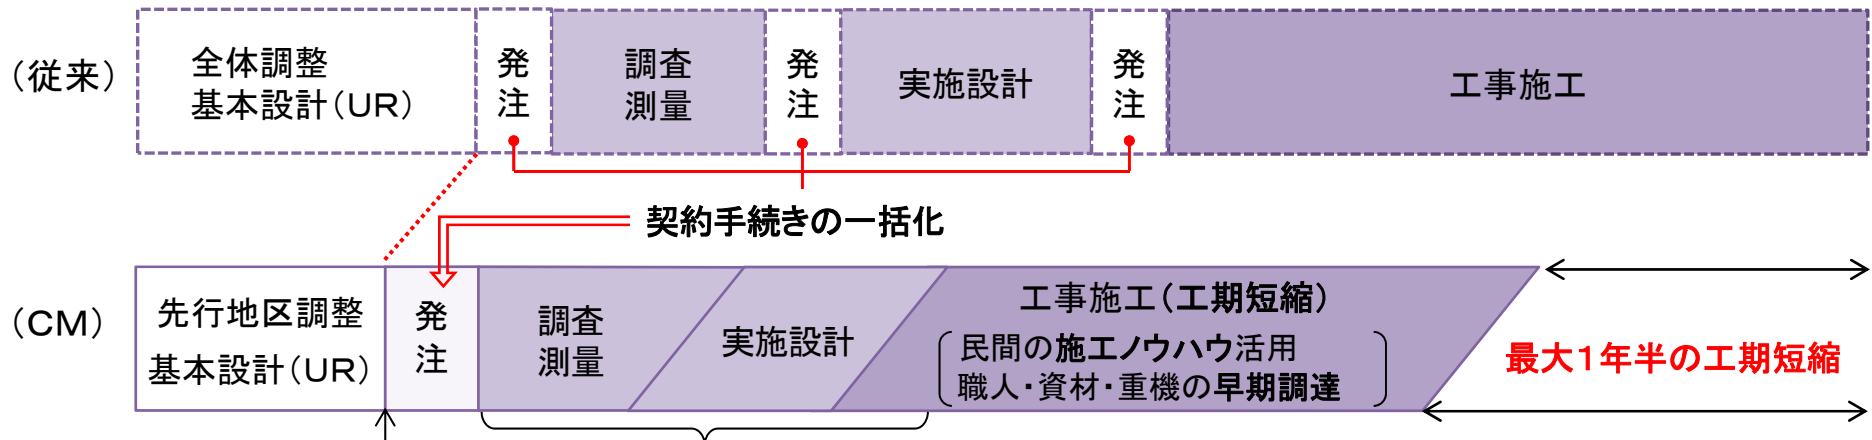 (従来)
全体調整
基本設計(UR)
発注
調査
測量
発注
実施設計
発注
工事施工
契約手続きの一括化
(CM)
先行地区調整
基本設計(UR)
発注
調査
測量
実施設計
工事施工(工期短縮)
民間の施工ノウハウ活用
職人・資材・重機の早期調達
最大1年半の工期短縮